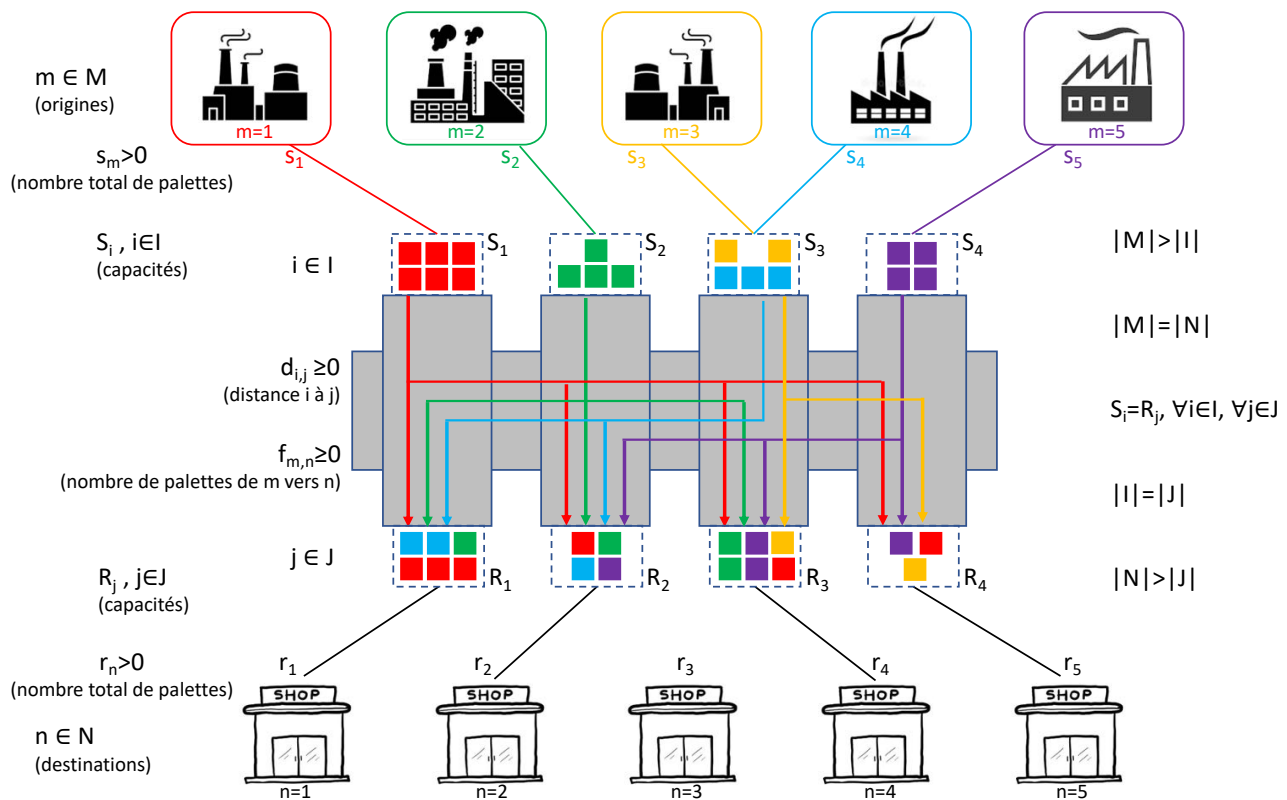 m ∈ M
(origines)
m=1
m=2
m=3
m=4
m=5
s₁
s₂
s₃
s₄
s₅
sₘ>0
(nombre total de palettes)
Sᵢ , i∈I
(capacités)
i ∈ I
S₁
S₂
S₃
S₄
|M|>|I|
|M|=|N|
d_{i,j} ≥0
(distance i à j)
Sᵢ=Rⱼ, ∀i∈I, ∀j∈J
f_{m,n}≥0
(nombre de palettes de m vers n)
|I|=|J|
j ∈ J
Rⱼ , j∈J
(capacités)
R₁
R₂
R₃
R₄
|N|>|J|
rₙ>0
(nombre total de palettes)
r₁
r₂
r₃
r₄
r₅
SHOP
SHOP
SHOP
SHOP
SHOP
n ∈ N
(destinations)
n=1
n=2
n=3
n=4
n=5